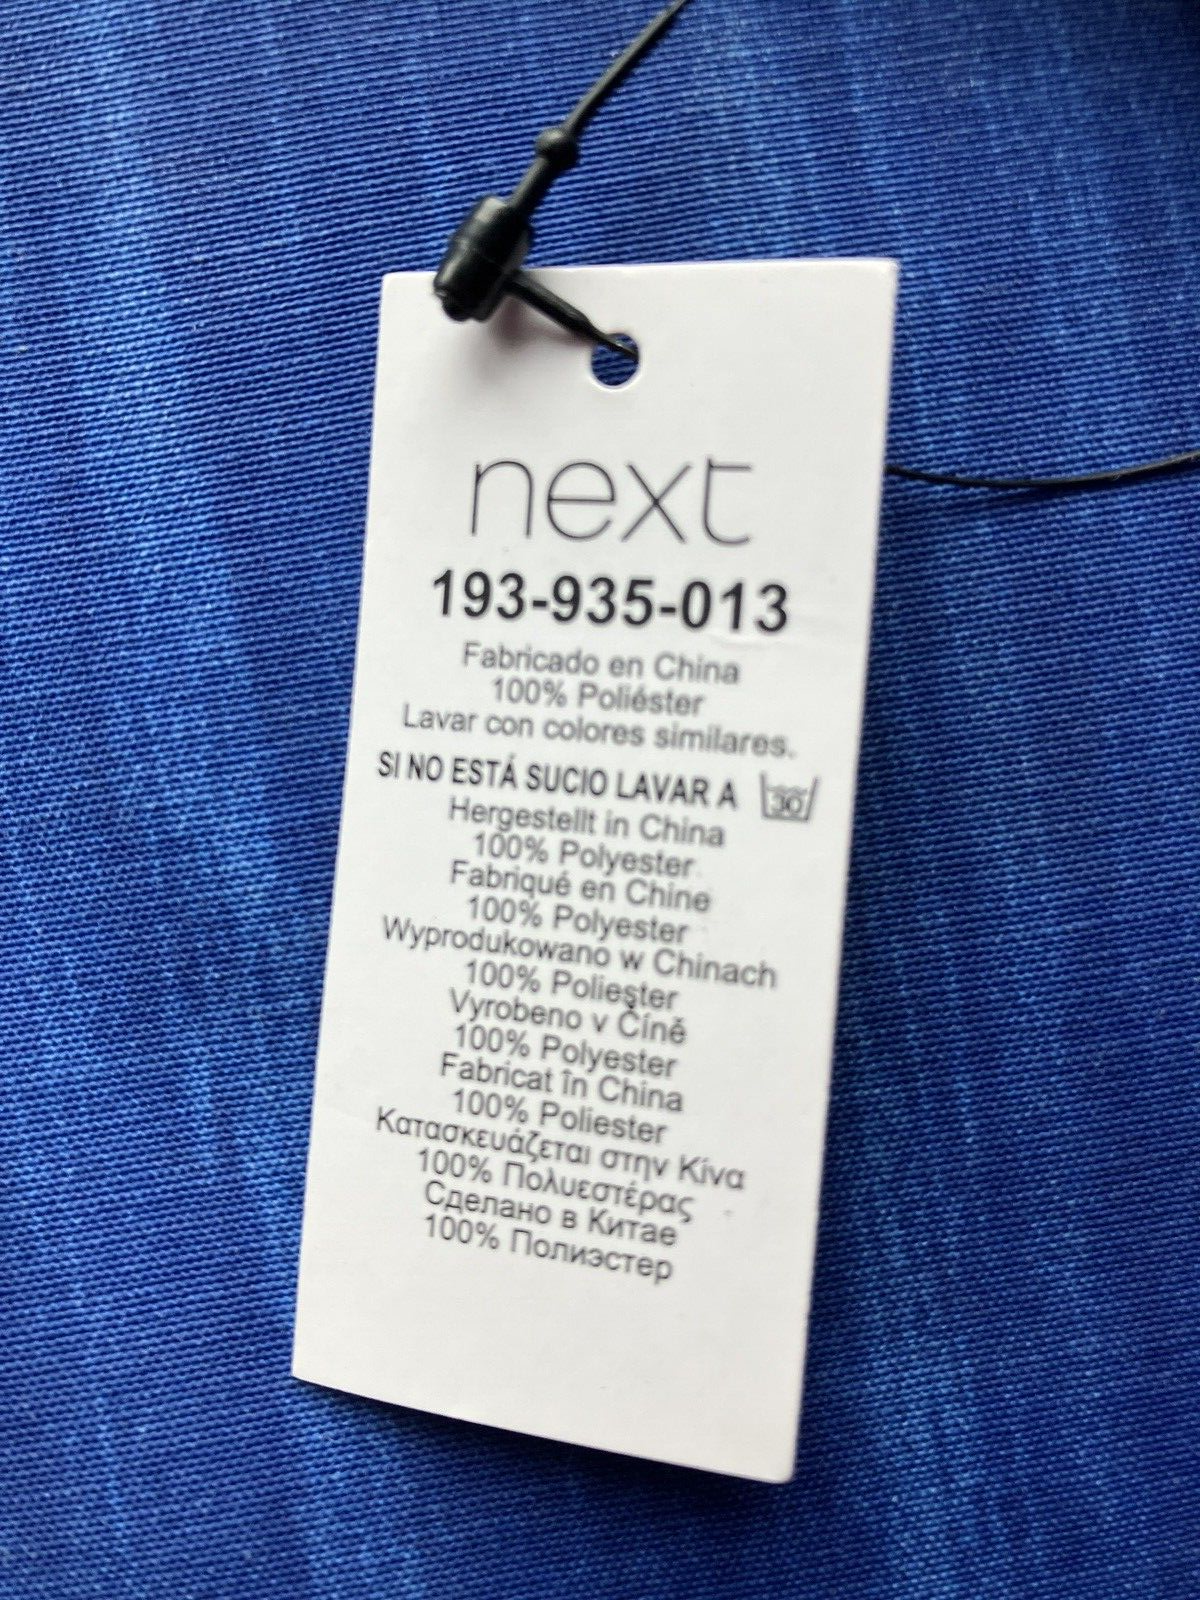 next
193-935-013
Fabricado en China
100% Poliéster
Lavar con colores similares.
SI NO ESTÁ SUCIO LAVAR A 30
Hergestellt in China
100% Polyester
Fabriqué en Chine
100% Polyester
Wyprodukowano w Chinach
100% Poliester
Vyrobeno v Číně
100% Polyester
Fabricat în China
100% Poliester
Κατασκευάζεται στην Κίνα
100% Πολυεστέρας
Сделано в Китае
100% Полиэстер